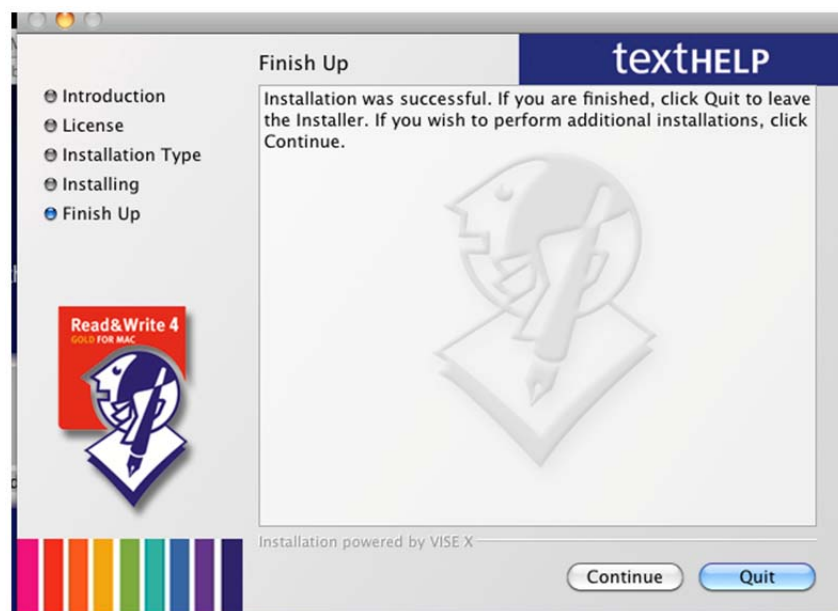 Finish Up
textHELP
Introduction
License
Installation Type
Installing
Finish Up
Installation was successful. If you are finished, click Quit to leave
the Installer. If you wish to perform additional installations, click
Continue.
Read&Write 4
GOLD FOR MAC
Installation powered by VISE X
Continue
Quit